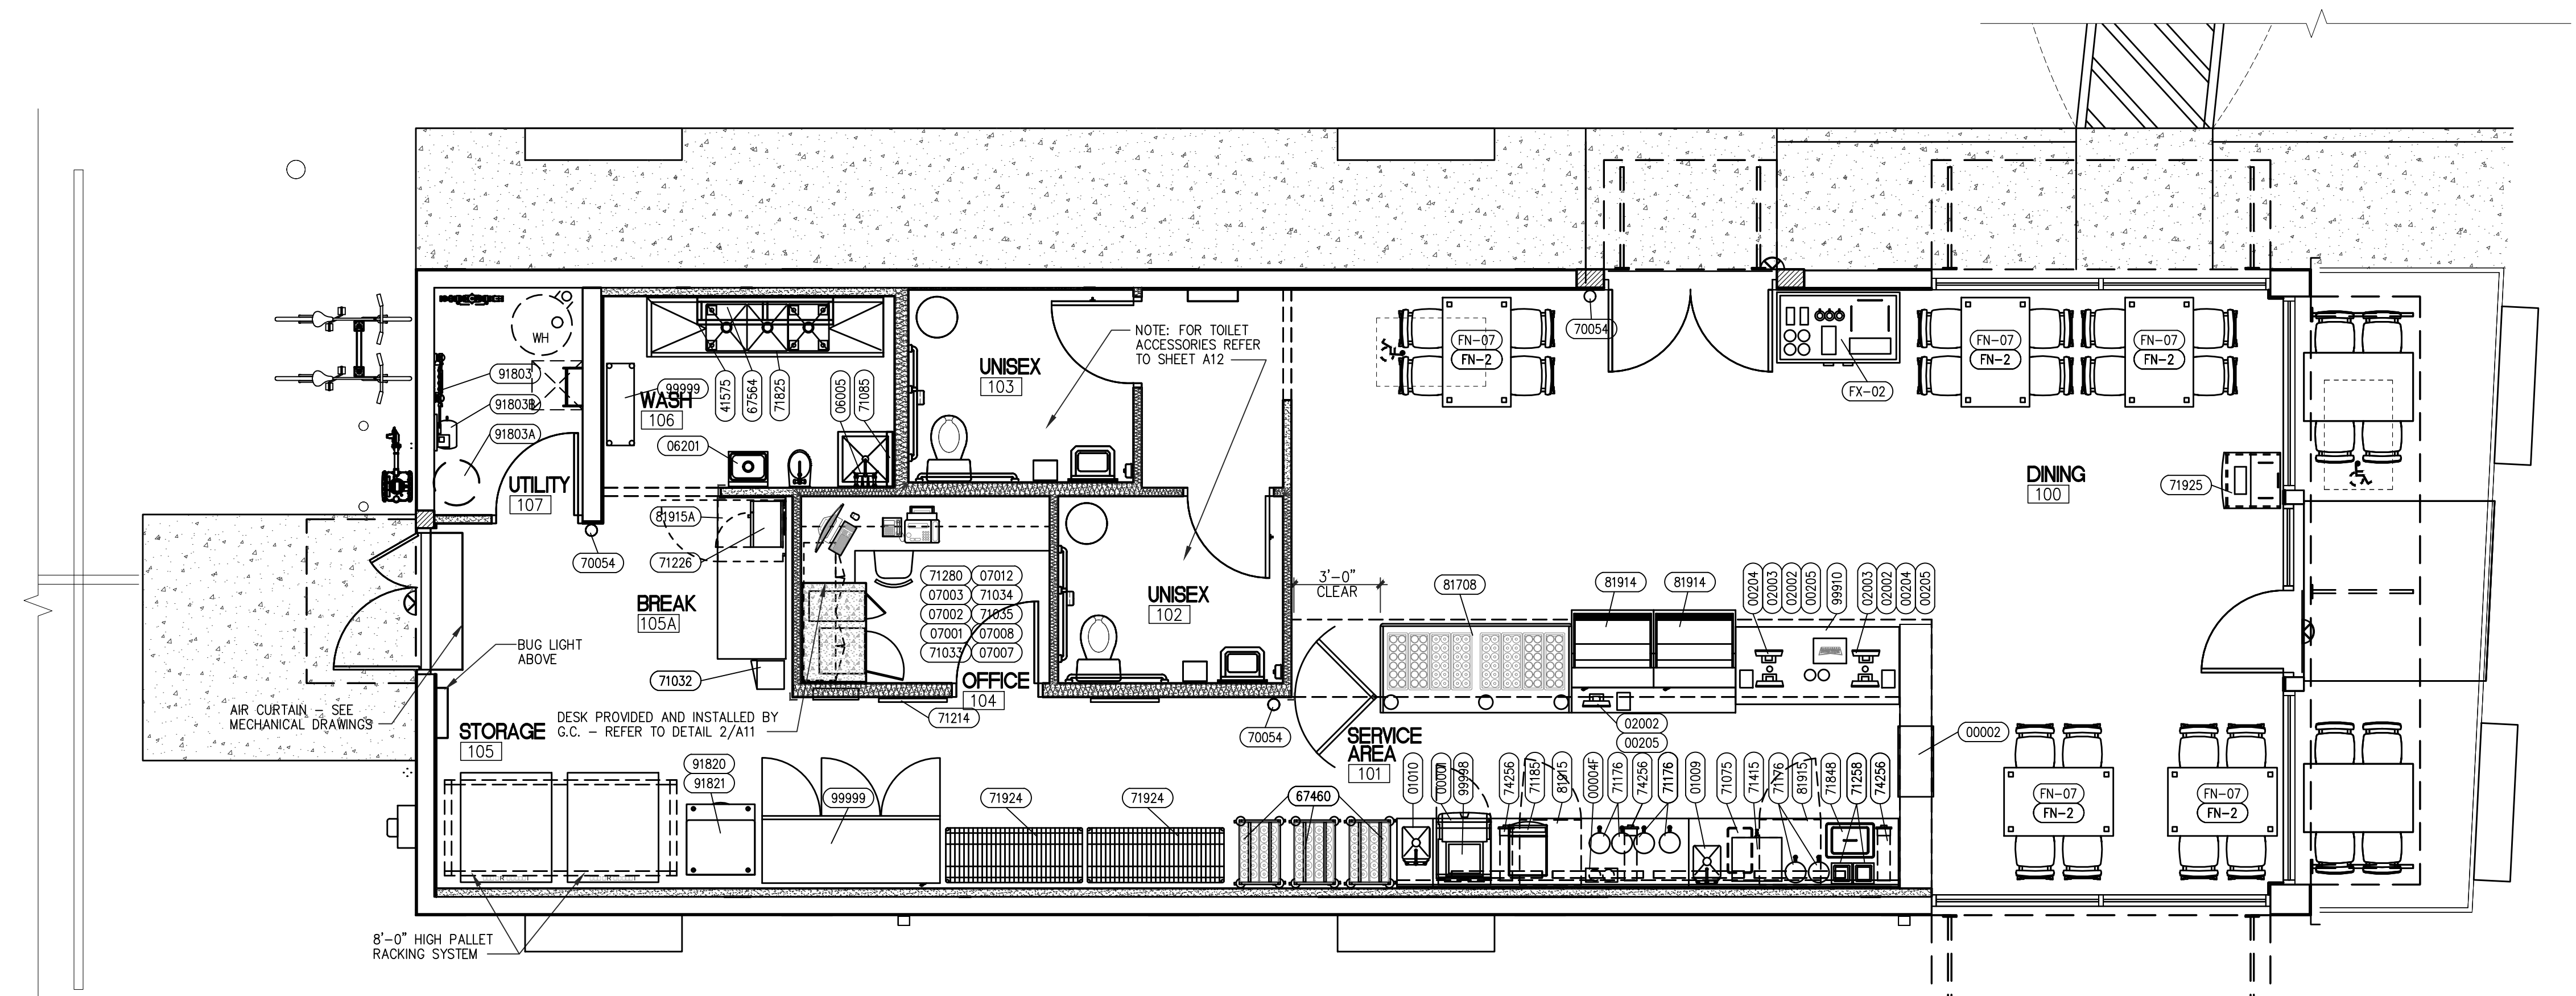 WH
91803
91803B
91803A
UTILITY
107
99999
WASH
106
06201
41575
67564
71825
06005
71085
UNISEX
103
NOTE: FOR TOILET
ACCESSORIES REFER
TO SHEET A12
FN-07
FN-2
70054
FX-02
FN-07
FN-2
FN-07
FN-2
DINING
100
71925
70054
81915A
71226
BREAK
105A
71032
71280
07012
07003
71034
07002
71035
07001
07008
71033
07007
OFFICE
104
71214
UNISEX
102
3'-0"
CLEAR
81708
81914
81914
00204
02003
02002
00205
99910
02003
02002
00204
00205
BUG LIGHT
ABOVE
AIR CURTAIN - SEE
MECHANICAL DRAWINGS
STORAGE
105
DESK PROVIDED AND INSTALLED BY
G.C. - REFER TO DETAIL 2/A11
70054
SERVICE
AREA
101
02002
00205
00002
91820
91821
99999
71924
71924
67460
01010
99998
74256
71185
81915
00004F
71176
74256
71176
01009
71075
71415
71176
81915
71848
71258
74256
FN-07
FN-2
FN-07
FN-2
8'-0" HIGH PALLET
RACKING SYSTEM